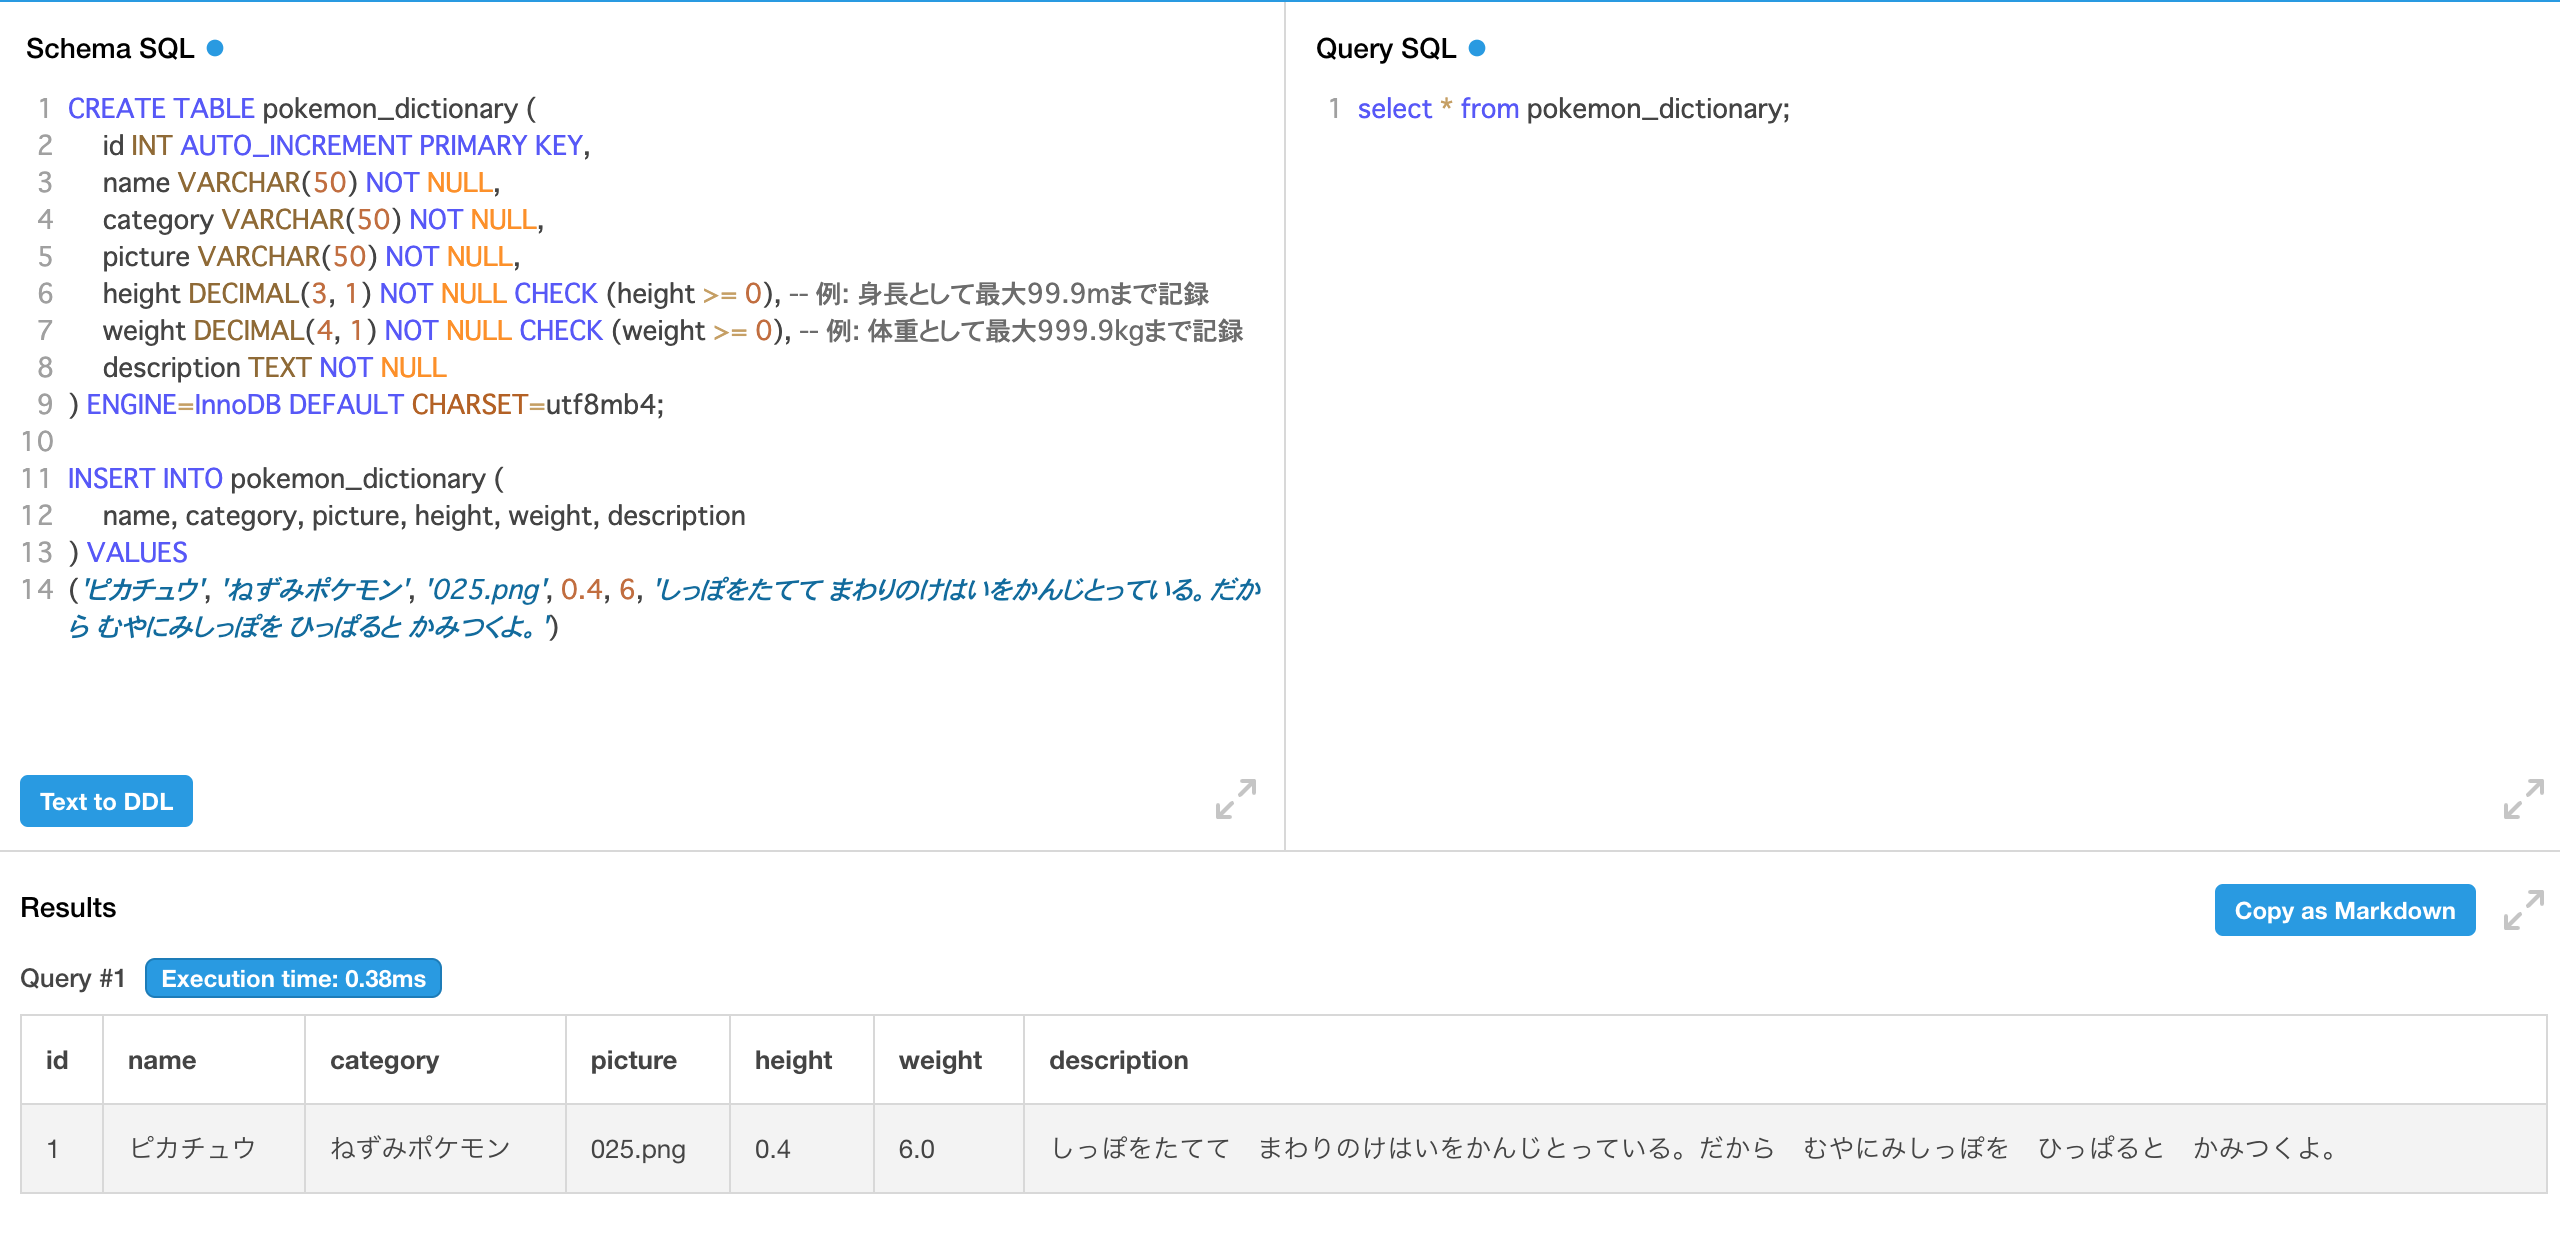 Schema SQL
1 CREATE TABLE pokemon_dictionary (
2 id INT AUTO_INCREMENT PRIMARY KEY,
3 name VARCHAR(50) NOT NULL,
4 category VARCHAR(50) NOT NULL,
5 picture VARCHAR(50) NOT NULL,
6 height DECIMAL(3, 1) NOT NULL CHECK (height >= 0), -- 例: 身長として最大99.9mまで記録
7 weight DECIMAL(4, 1) NOT NULL CHECK (weight >= 0), -- 例: 体重として最大999.9kgまで記録
8 description TEXT NOT NULL
9 ) ENGINE=InnoDB DEFAULT CHARSET=utf8mb4;
10
11 INSERT INTO pokemon_dictionary (
12 name, category, picture, height, weight, description
13 ) VALUES
14 ('ピカチュウ', 'ねずみポケモン', '025.png', 0.4, 6, 'しっぽをたてて まわりのけはいをかんじとっている。だか
ら むやにみしっぽを ひっぱると かみつくよ。')
Text to DDL
Query SQL
1 select * from pokemon_dictionary;
Results
Copy as Markdown
Query #1 Execution time: 0.38ms
id name category picture height weight description
1 ピカチュウ ねずみポケモン 025.png 0.4 6.0 しっぽをたてて　まわりのけはいをかんじとっている。だから　むやにみしっぽを　ひっぱると　かみつくよ。